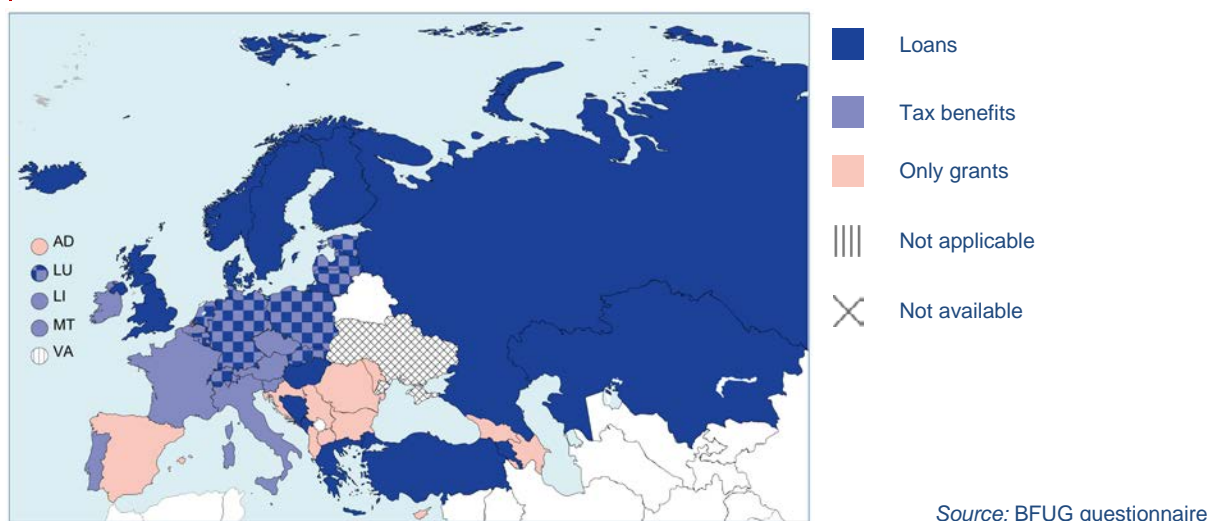 Loans
Tax benefits
Only grants
Not applicable
Not available
AD
LU
LI
MT
VA
Source: BFUG questionnaire